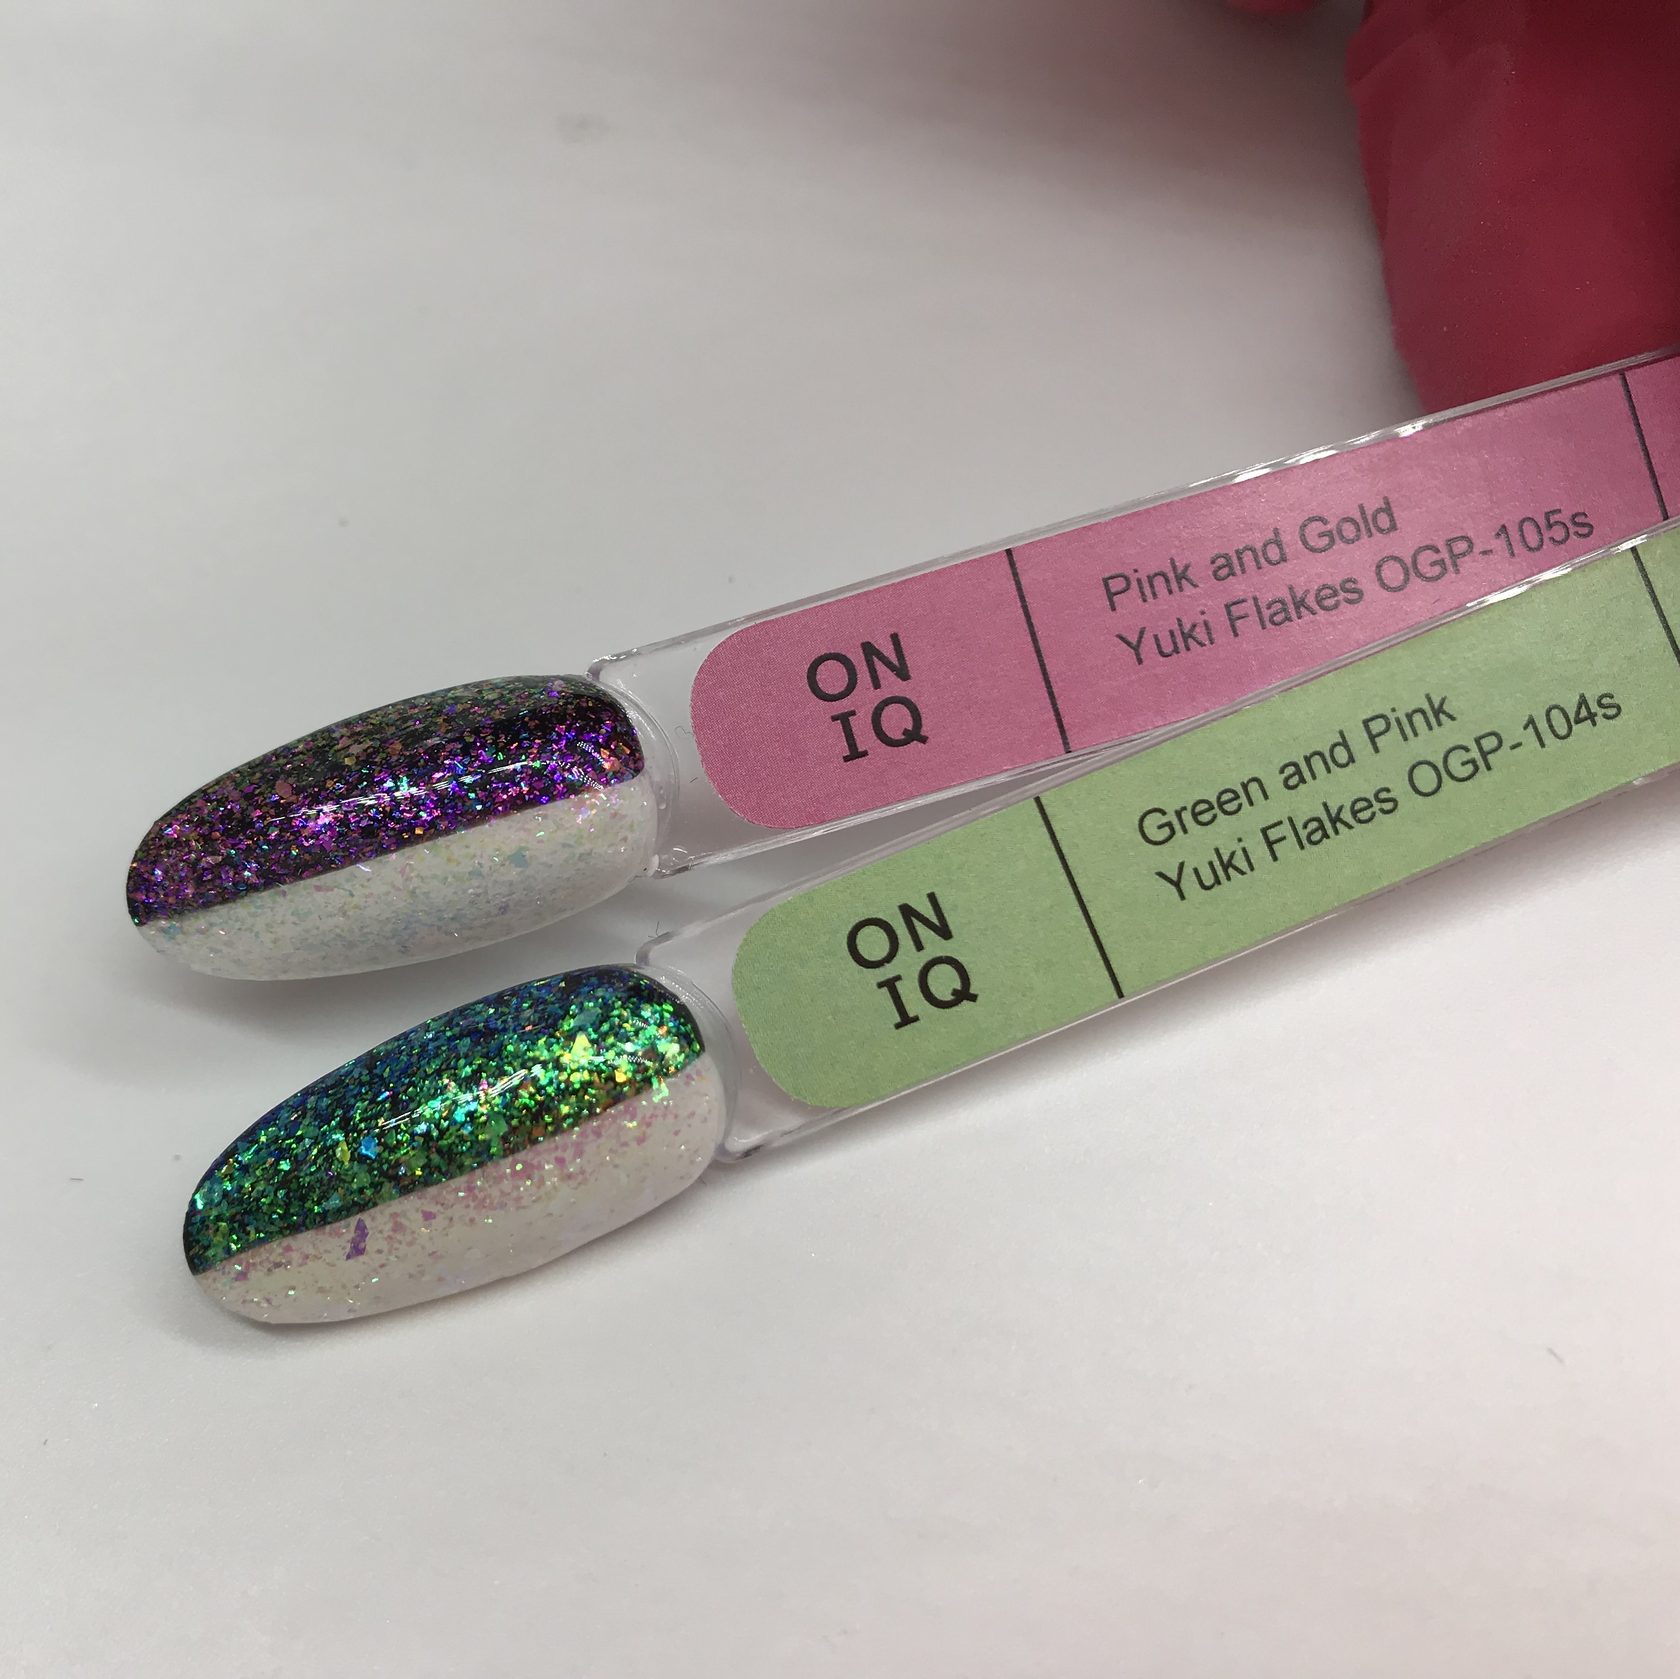 ON
IQ
Pink and Gold
Yuki Flakes OGP-105s
ON
IQ
Green and Pink
Yuki Flakes OGP-104s